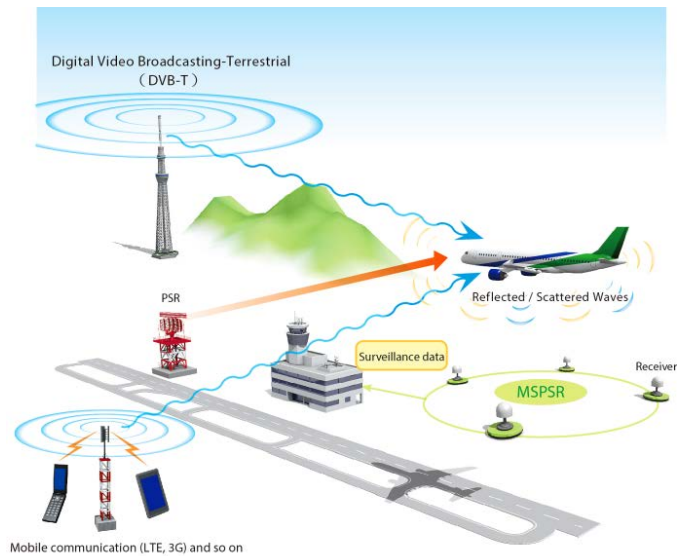 Digital Video Broadcasting-Terrestrial
( DVB-T )
PSR
Reflected / Scattered Waves
Surveillance data
Receiver
MSPSR
Mobile communication (LTE, 3G) and so on